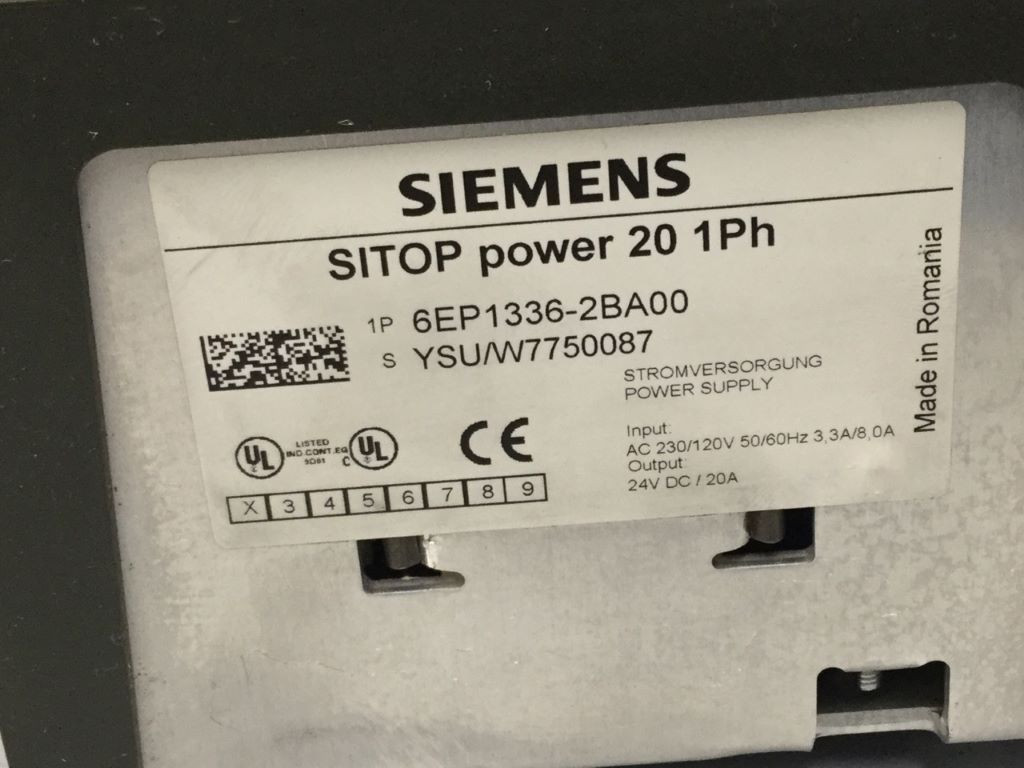 SIEMENS
SITOP power 20 1Ph
1P 6EP1336-2BA00
S YSU/W7750087
STROMVERSORGUNG
POWER SUPPLY
Input:
AC 230/120V 50/60Hz 3,3A/8,0A
Output:
24V DC / 20A
Made in Romania
UL
LISTED
IND.CONT.EQ
C UL
CE
X 3 4 5 6 7 8 9